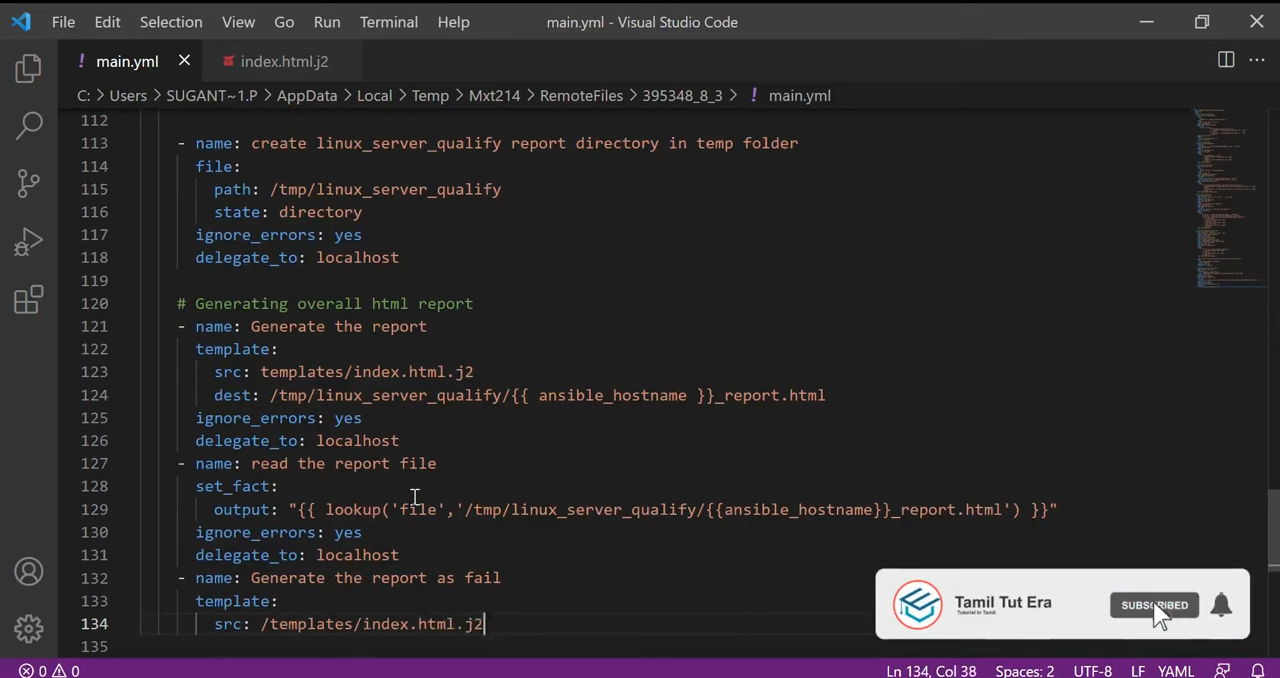 File Edit Selection View Go Run Terminal Help main.yml - Visual Studio Code
! main.yml × index.html.j2 ...
C: > Users > SUGANT~1.P > AppData > Local > Temp > Mxt214 > RemoteFiles > 395348_8_3 > ! main.yml
112
113 - name: create linux_server_qualify report directory in temp folder
114 file:
115 path: /tmp/linux_server_qualify
116 state: directory
117 ignore_errors: yes
118 delegate_to: localhost
119
120 # Generating overall html report
121 - name: Generate the report
122 template:
123 src: templates/index.html.j2
124 dest: /tmp/linux_server_qualify/{{ ansible_hostname }}_report.html
125 ignore_errors: yes
126 delegate_to: localhost
127 - name: read the report file
128 set_fact:
129 output: "{{ lookup('file','/tmp/linux_server_qualify/{{ansible_hostname}}_report.html') }}"
130 ignore_errors: yes
131 delegate_to: localhost
132 - name: Generate the report as fail
133 template:
134 src: /templates/index.html.j2
135
Tamil Tut Era
Tutorial in Tamil
SUBSCRIBED
0 0 Ln 134, Col 38 Spaces: 2 UTF-8 LF YAML